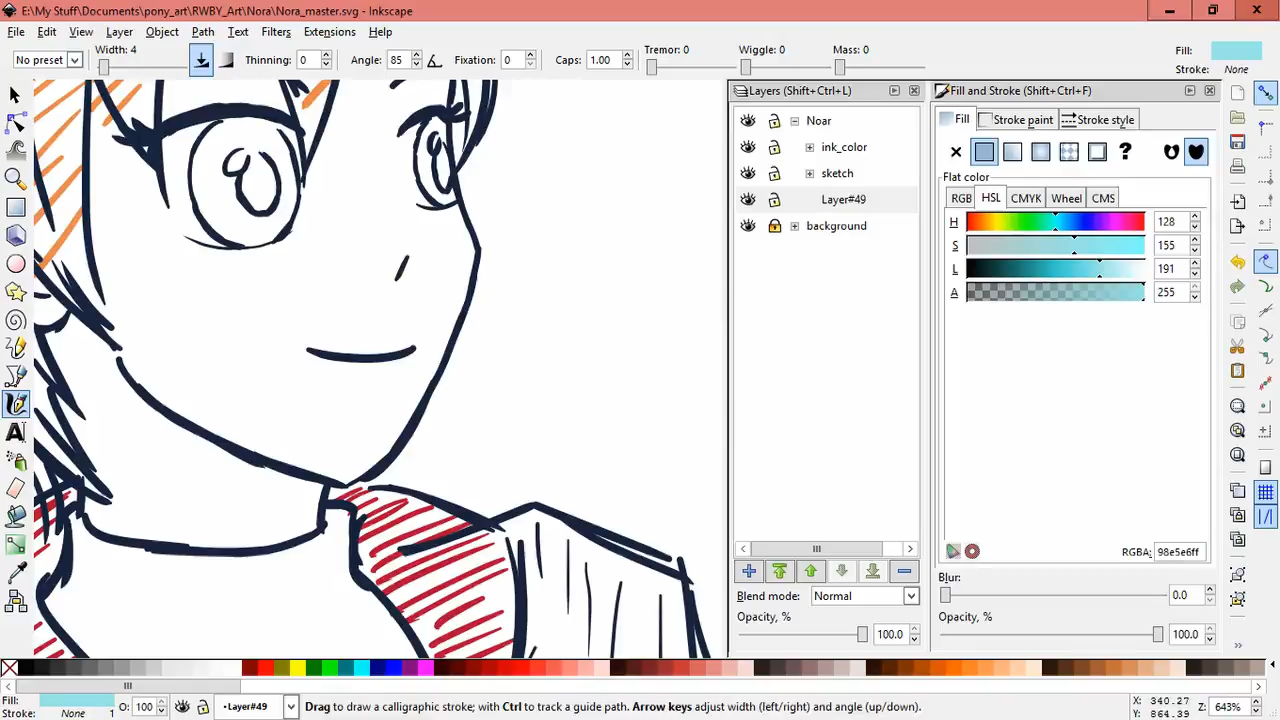 E:\My Stuff\Documents\pony_art\RWBY_Art\Nora\Nora_master.svg - Inkscape
File Edit View Layer Object Path Text Filters Extensions Help
No preset Width: 4 Thinning: 0 Angle: 85 Fixation: 0 Caps: 1.00 Tremor: 0 Wiggle: 0 Mass: 0 Fill:
Stroke: None
Layers (Shift+Ctrl+L) Fill and Stroke (Shift+Ctrl+F)
Noar
ink_color
sketch
Layer#49
background
Blend mode: Normal
Opacity, % 100.0
Fill Stroke paint Stroke style
?
Flat color
RGB HSL CMYK Wheel CMS
H 128
S 155
L 191
A 255
RGBA: 98e5e6ff
Blur:
0.0
Opacity, %
100.0
Fill:
Stroke: None 1 O: 100 •Layer#49 Drag to draw a calligraphic stroke; with Ctrl to track a guide path. Arrow keys adjust width (left/right) and angle (up/down). X: 840.27
Y: 864.39 Z: 643%